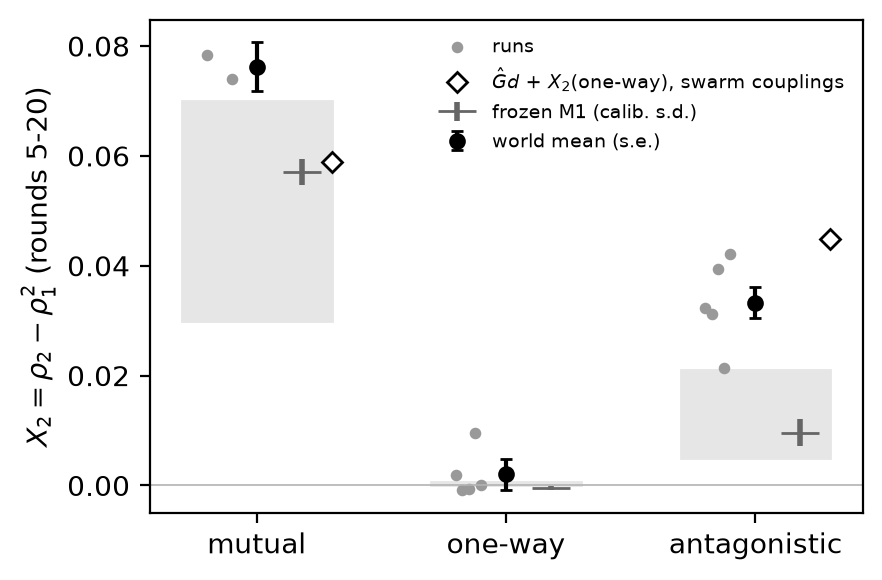 X₂ = ρ₂ − ρ₁² (rounds 5-20)
0.08
0.06
0.04
0.02
0.00
runs
Ĝd + X₂(one-way), swarm couplings
frozen M1 (calib. s.d.)
world mean (s.e.)
mutual
one-way
antagonistic